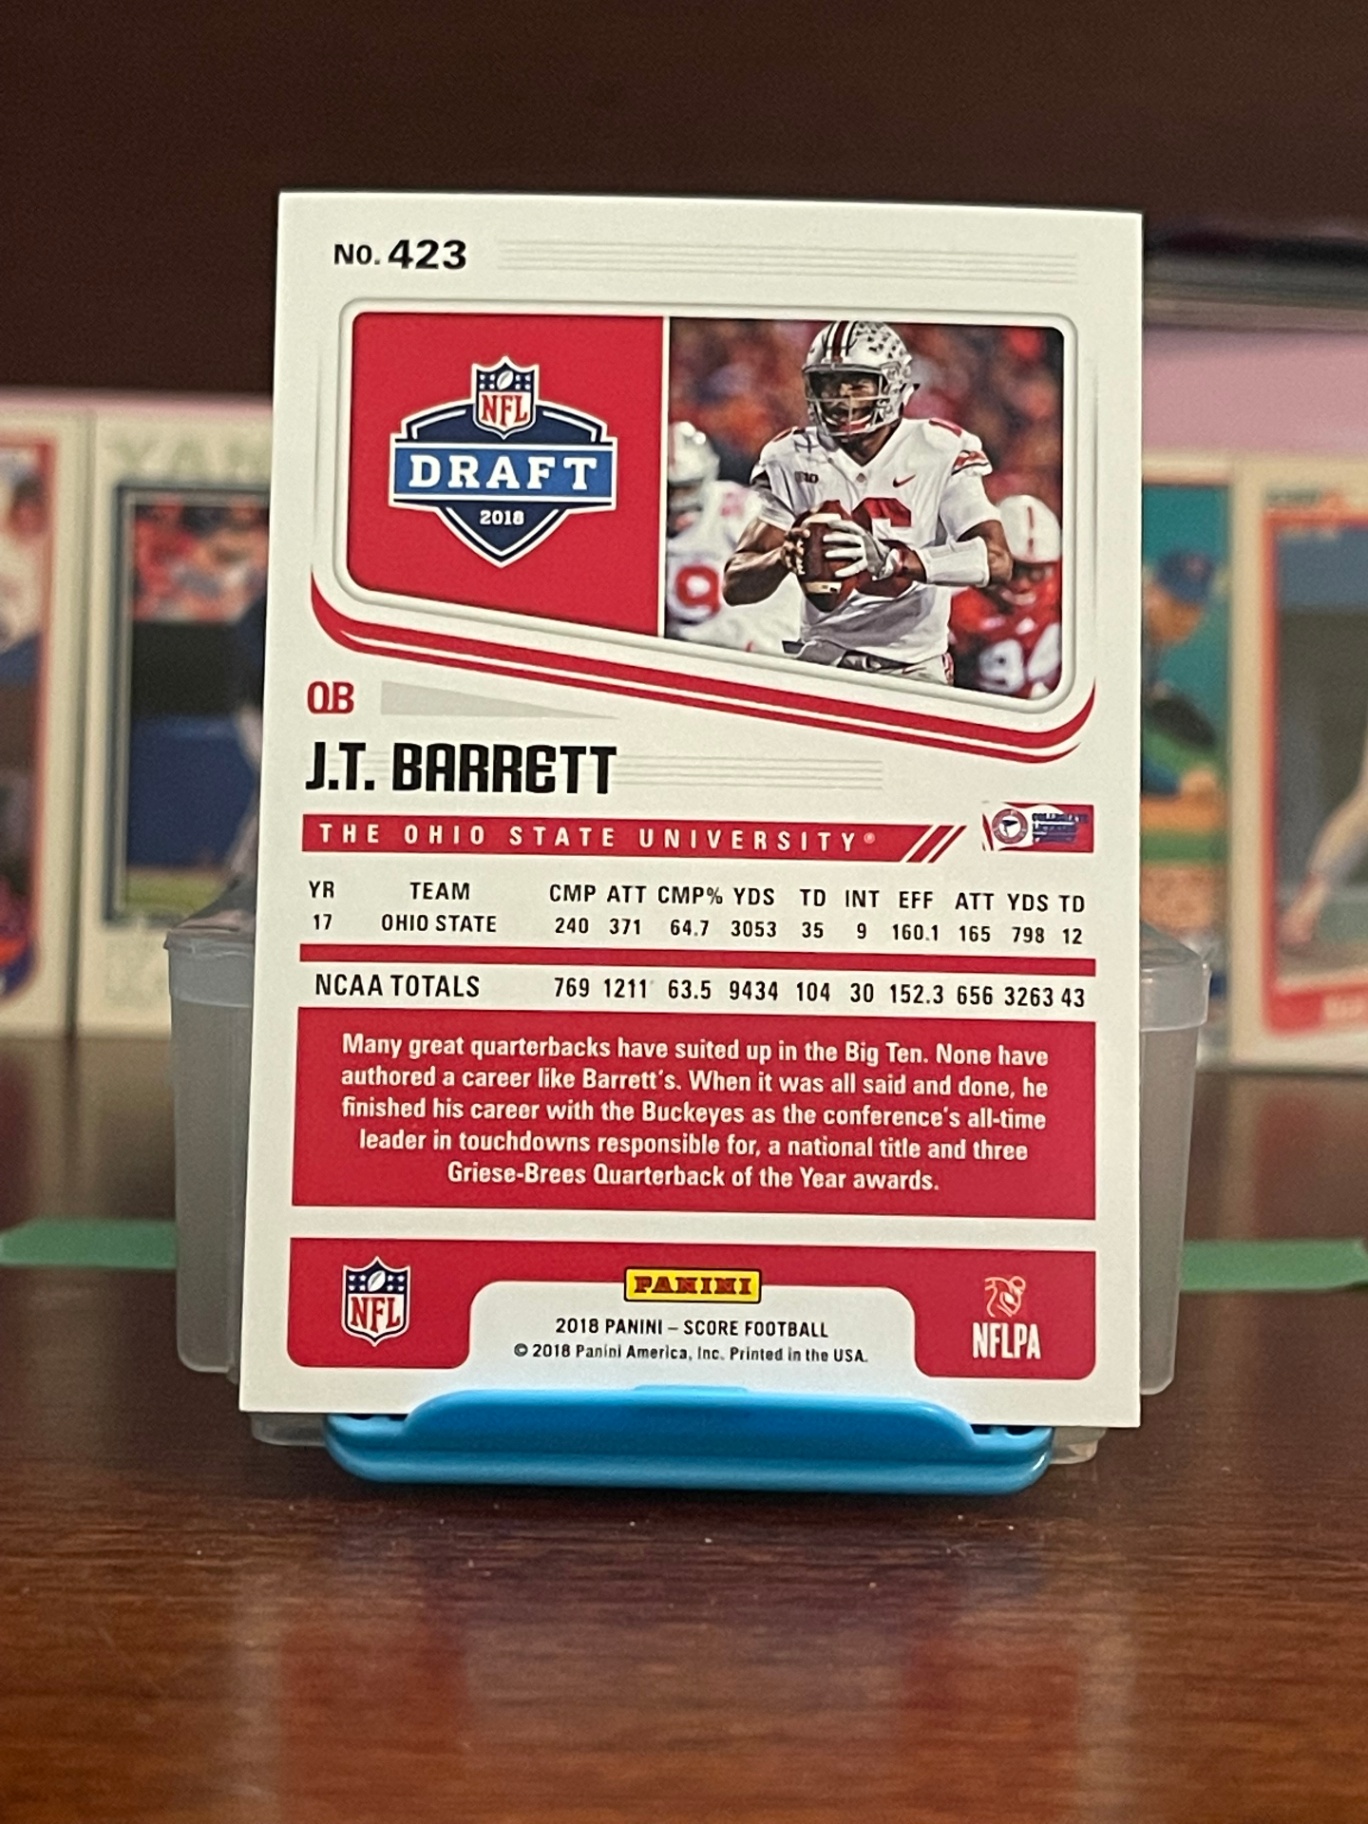 No. 423
NFL
DRAFT
2018
16
QB
J.T. BARRETT
THE OHIO STATE UNIVERSITY®
YR TEAM CMP ATT CMP% YDS TD INT EFF ATT YDS TD
17 OHIO STATE 240 371 64.7 3053 35 9 160.1 165 798 12
NCAA TOTALS 769 1211 63.5 9434 104 30 152.3 656 3263 43
Many great quarterbacks have suited up in the Big Ten. None have
authored a career like Barrett's. When it was all said and done, he
finished his career with the Buckeyes as the conference's all-time
leader in touchdowns responsible for, a national title and three
Griese-Brees Quarterback of the Year awards.
NFL
PANINI
2018 PANINI – SCORE FOOTBALL
© 2018 Panini America, Inc. Printed in the USA.
NFLPA